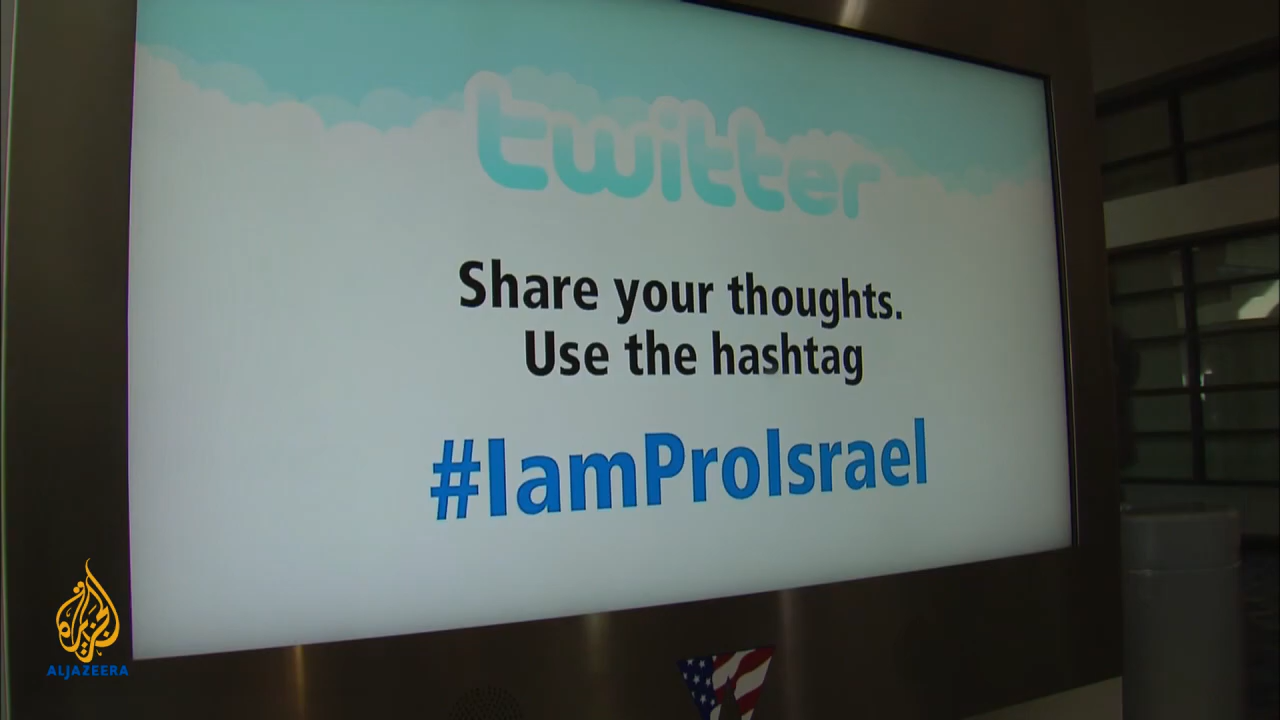 twitter
Share your thoughts.
Use the hashtag
#IamProIsrael
ALJAZEERA